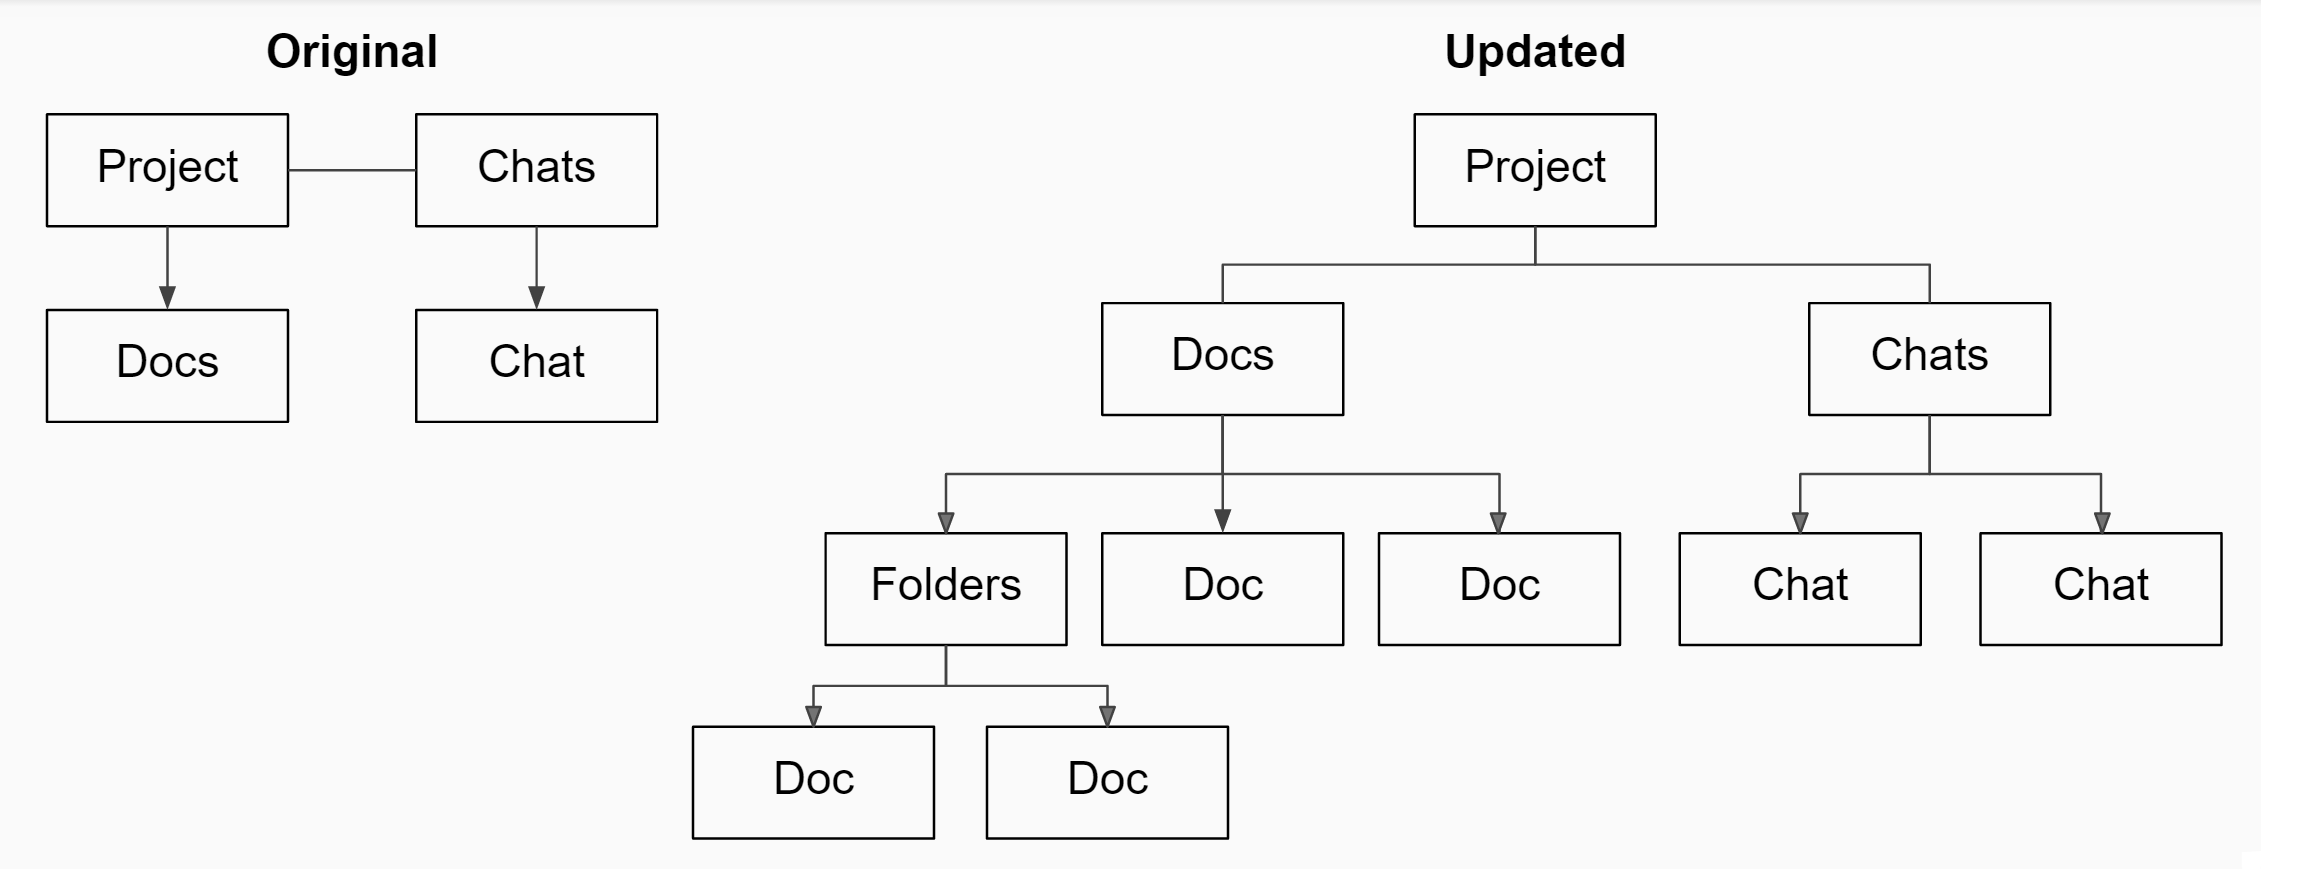 Original
Project
Chats
Docs
Chat
Updated
Project
Docs
Chats
Folders
Doc
Doc
Chat
Chat
Doc
Doc